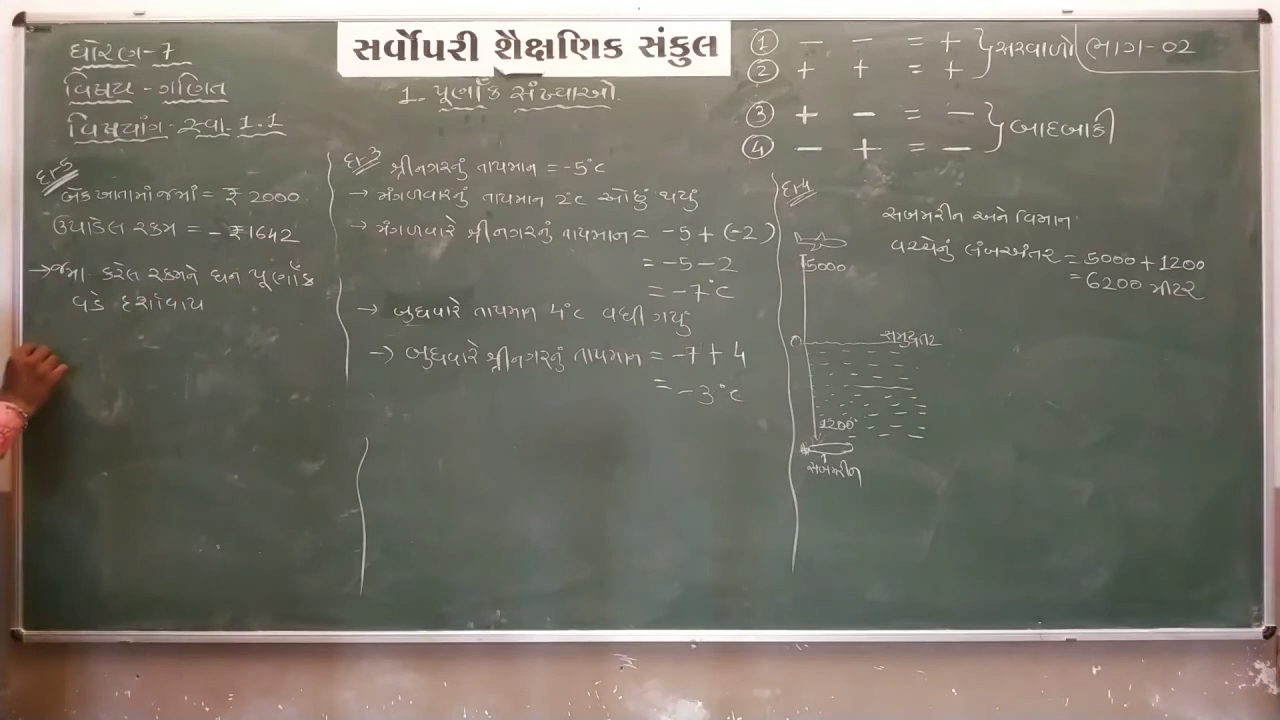 ધોરણ-7
વિષય - ગણિત
વિષયાંગ-સ્વા. 1.1
સર્વોપરી શૈક્ષણિક સંકુલ
1. પૂર્ણાંક સંખ્યાઓ.
① - - = +
② + + = +
સરવાળો
ભાગ-02
③ + - = -
④ - + = -
બાદબાકી
દા.5
બેંક ખાતામાં જમાં = ₹ 2000
ઉપાડેલ રકમ = - ₹1642
→ જમા કરેલ રકમને ધન પૂર્ણાંક
વડે દર્શાવાય
દા.3
શ્રીનગરનું તાપમાન = -5°C
→ મંગળવારનું તાપમાન 2°C ઓછું થયું
→ મંગળવારે શ્રીનગરનું તાપમાન = -5 + (-2)
= -5 - 2
= -7°C
→ બુધવારે તાપમાન 4°C વધી ગયું
→ બુધવારે શ્રીનગરનું તાપમાન = -7 + 4
= -3°C
દા.4
સબમરીન અને વિમાન
વચ્ચેનું લંબઅંતર = 5000 + 1200
= 6200 મીટર
5000
સમુદ્રસ્તર
1200
સબમરીન